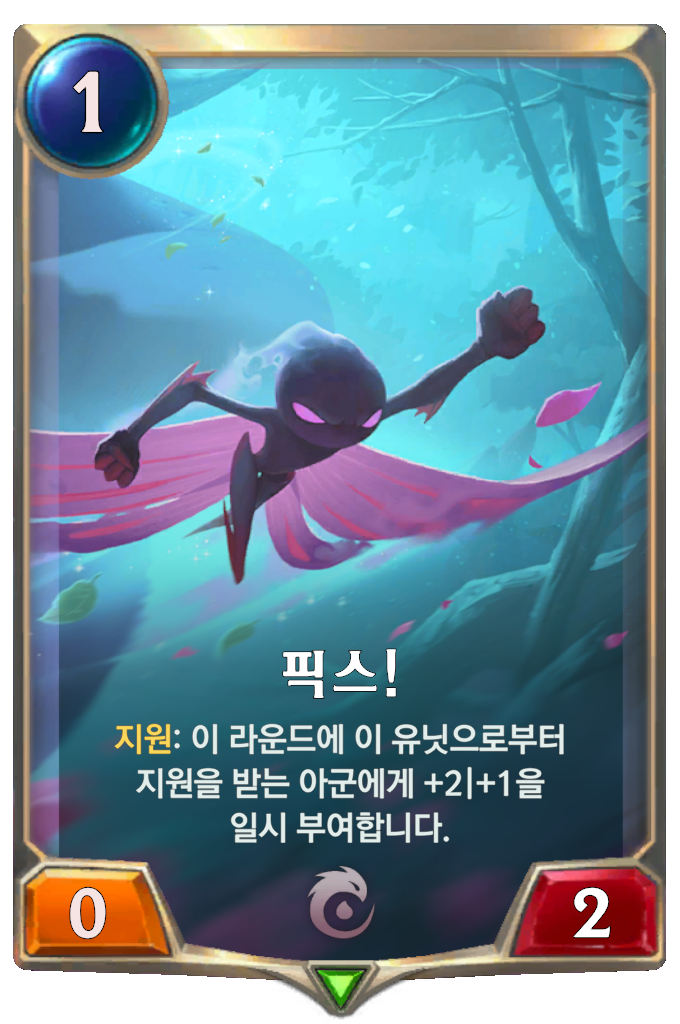 1
픽스!
지원: 이 라운드에 이 유닛으로부터
지원을 받는 아군에게 +2|+1을
일시 부여합니다.
0
2